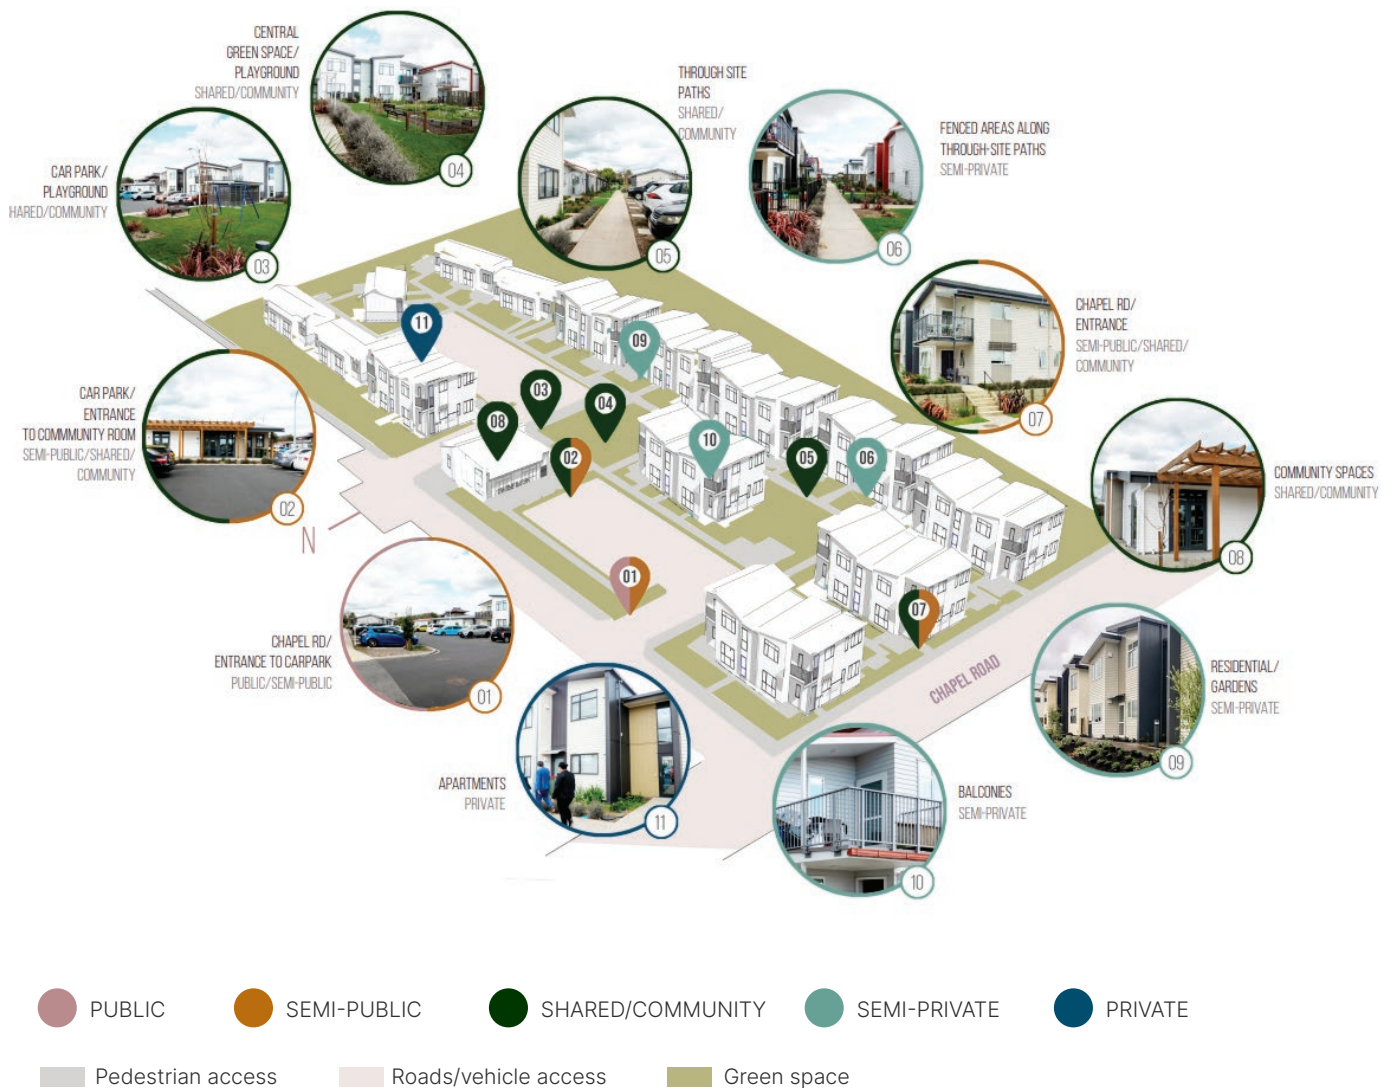 CENTRAL
GREEN SPACE/
PLAYGROUND
SHARED/COMMUNITY
04
CAR PARK/
PLAYGROUND
HARED/COMMUNITY
03
THROUGH SITE
PATHS
SHARED/
COMMUNITY
05
FENCED AREAS ALONG
THROUGH-SITE PATHS
SEMI-PRIVATE
06
CHAPEL RD/
ENTRANCE
SEMI-PUBLIC/SHARED/
COMMUNITY
07
CAR PARK/
ENTRANCE
TO COMMMUNITY ROOM
SEMI-PUBLIC/SHARED/
COMMUNITY
02
COMMUNITY SPACES
SHARED/COMMUNITY
08
11
09
03
04
08
02
10
05
06
01
07
N
CHAPEL ROAD
CHAPEL RD/
ENTRANCE TO CARPARK
PUBLIC/SEMI-PUBLIC
01
RESIDENTIAL/
GARDENS
SEMI-PRIVATE
09
APARTMENTS
PRIVATE
11
BALCONIES
SEMI-PRIVATE
10
PUBLIC
SEMI-PUBLIC
SHARED/COMMUNITY
SEMI-PRIVATE
PRIVATE
Pedestrian access
Roads/vehicle access
Green space